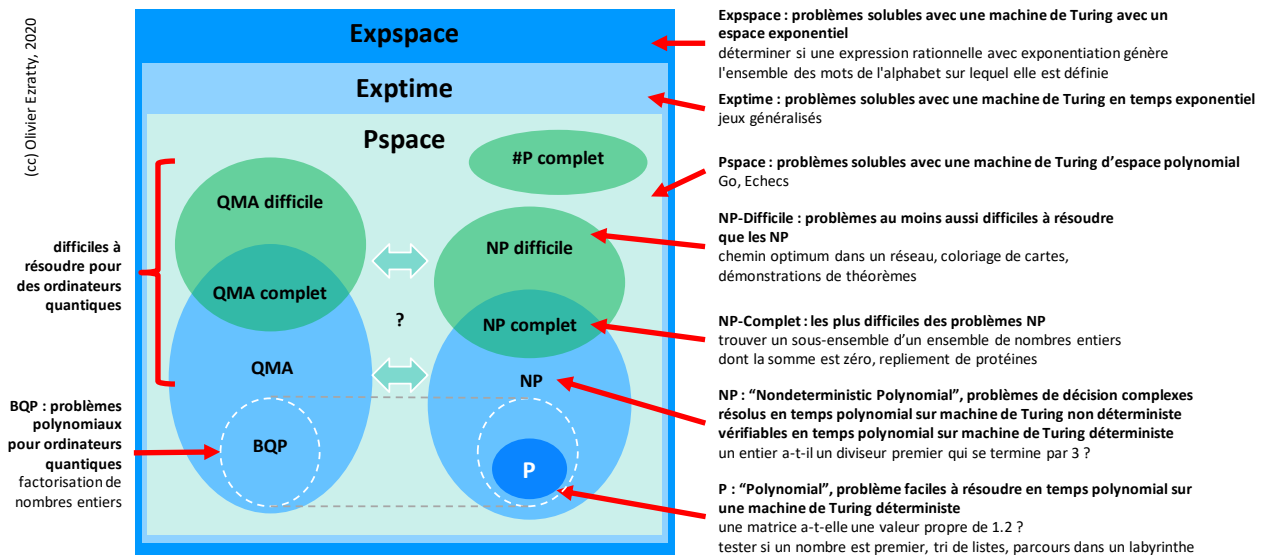 (cc) Olivier Ezratty, 2020
Expspace
Exptime
Pspace
#P complet
QMA difficile
NP difficile
QMA complet
?
NP complet
QMA
NP
BQP
P
difficiles à
résoudre pour
des ordinateurs
quantiques
BQP : problèmes
polynomiaux
pour ordinateurs
quantiques
factorisation de
nombres entiers
Expspace : problèmes solubles avec une machine de Turing avec un
espace exponentiel
déterminer si une expression rationnelle avec exponentiation génère
l'ensemble des mots de l'alphabet sur lequel elle est définie
Exptime : problèmes solubles avec une machine de Turing en temps exponentiel
jeux généralisés
Pspace : problèmes solubles avec une machine de Turing d’espace polynomial
Go, Echecs
NP-Difficile : problèmes au moins aussi difficiles à résoudre
que les NP
chemin optimum dans un réseau, coloriage de cartes,
démonstrations de théorèmes
NP-Complet : les plus difficiles des problèmes NP
trouver un sous-ensemble d’un ensemble de nombres entiers
dont la somme est zéro, repliement de protéines
NP : “Nondeterministic Polynomial”, problèmes de décision complexes
résolus en temps polynomial sur machine de Turing non déterministe
vérifiables en temps polynomial sur machine de Turing déterministe
un entier a-t-il un diviseur premier qui se termine par 3 ?
P : “Polynomial”, problème faciles à résoudre en temps polynomial sur
une machine de Turing déterministe
une matrice a-t-elle une valeur propre de 1.2 ?
tester si un nombre est premier, tri de listes, parcours dans un labyrinthe